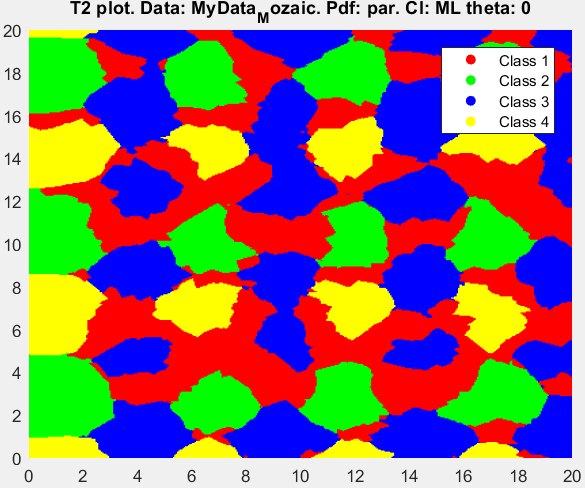 T2 plot. Data: MyData_Mozaic. Pdf: par. Cl: ML theta: 0
20
18
16
14
12
10
8
6
4
2
0
Class 1
Class 2
Class 3
Class 4
0 2 4 6 8 10 12 14 16 18 20